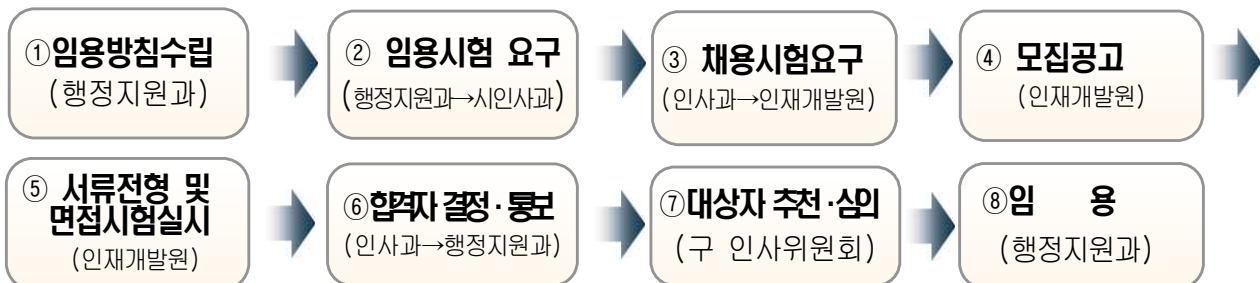 ①임용방침수립
(행정지원과)
② 임용시험 요구
(행정지원과→시인사과)
③ 채용시험요구
(인사과→인재개발원)
④ 모집공고
(인재개발원)
⑤ 서류전형 및
면접시험실시
(인재개발원)
⑥합격자 결정·통보
(인사과→행정지원과)
⑦대상자 추천·심의
(구 인사위원회)
⑧임 용
(행정지원과)